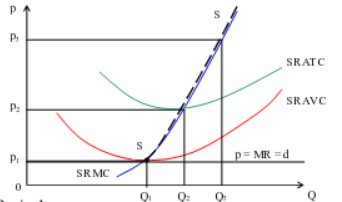 p
S
p₃
SRATC
SRAVC
p₂
S
p = MR = d
p₁
SRMC
0
Q₁ Q₂ Q₃ Q